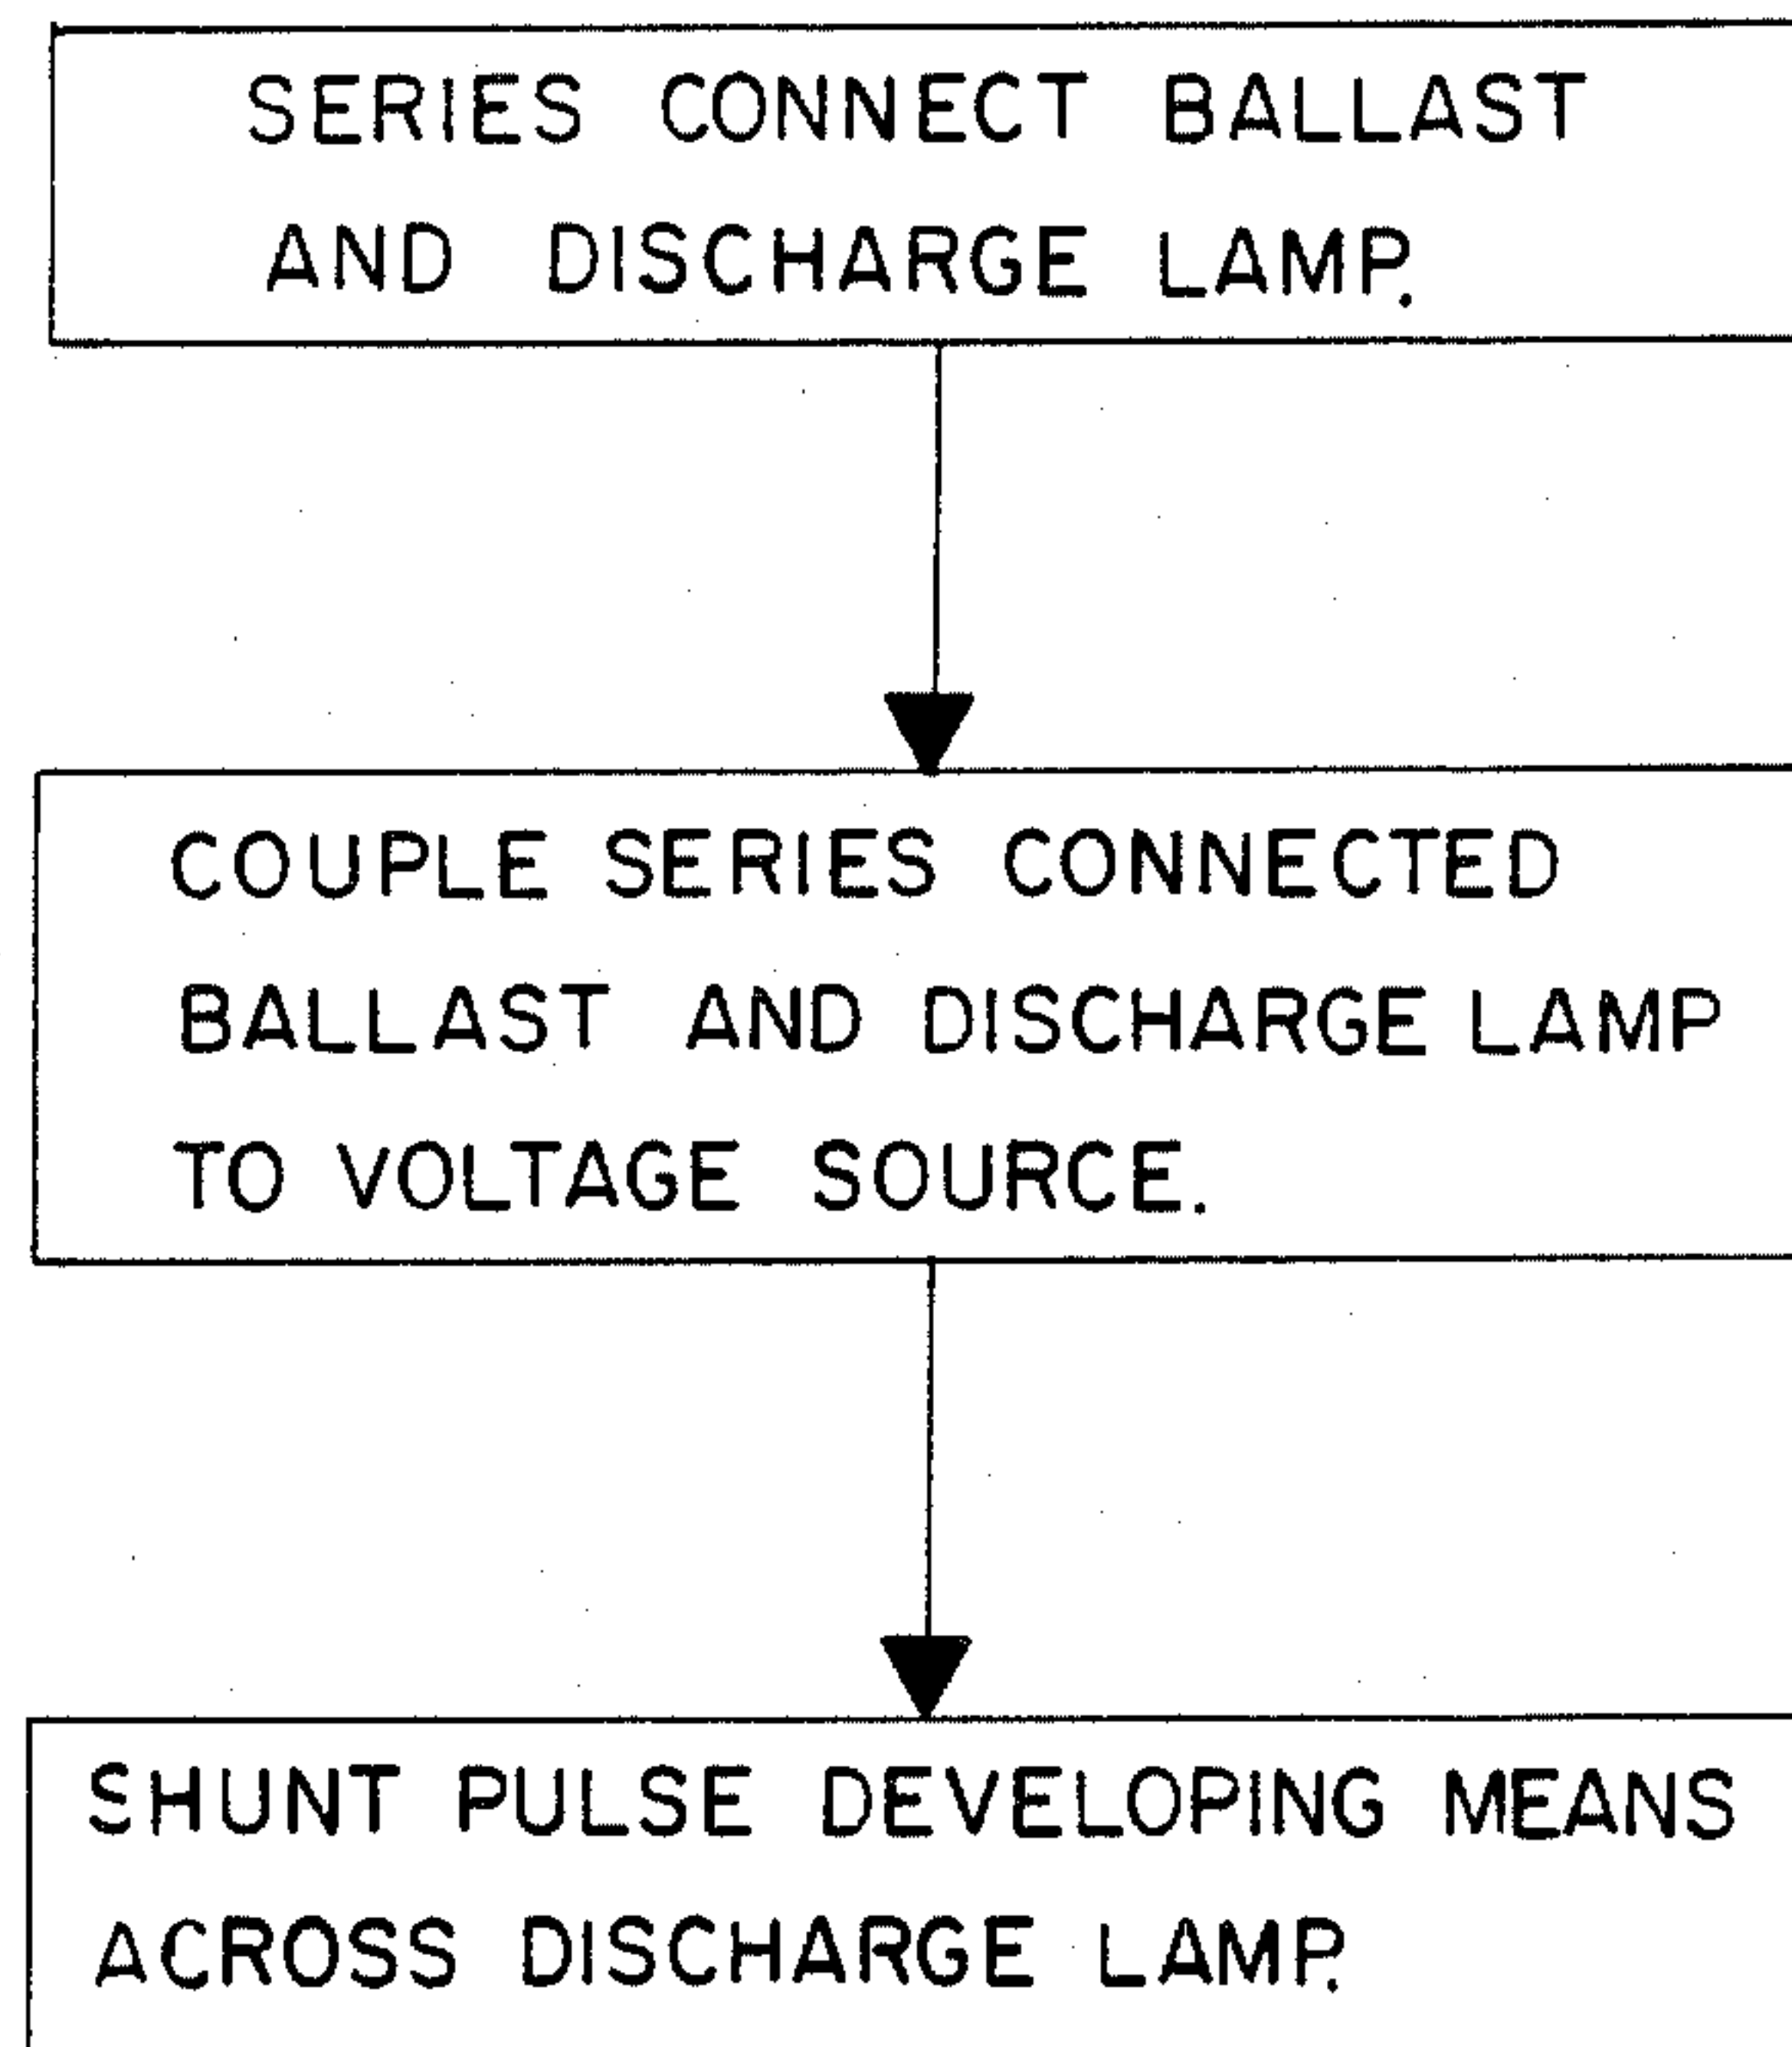 SERIES CONNECT BALLAST
AND DISCHARGE LAMP.
COUPLE SERIES CONNECTED
BALLAST AND DISCHARGE LAMP
TO VOLTAGE SOURCE.
SHUNT PULSE DEVELOPING MEANS
ACROSS DISCHARGE LAMP.